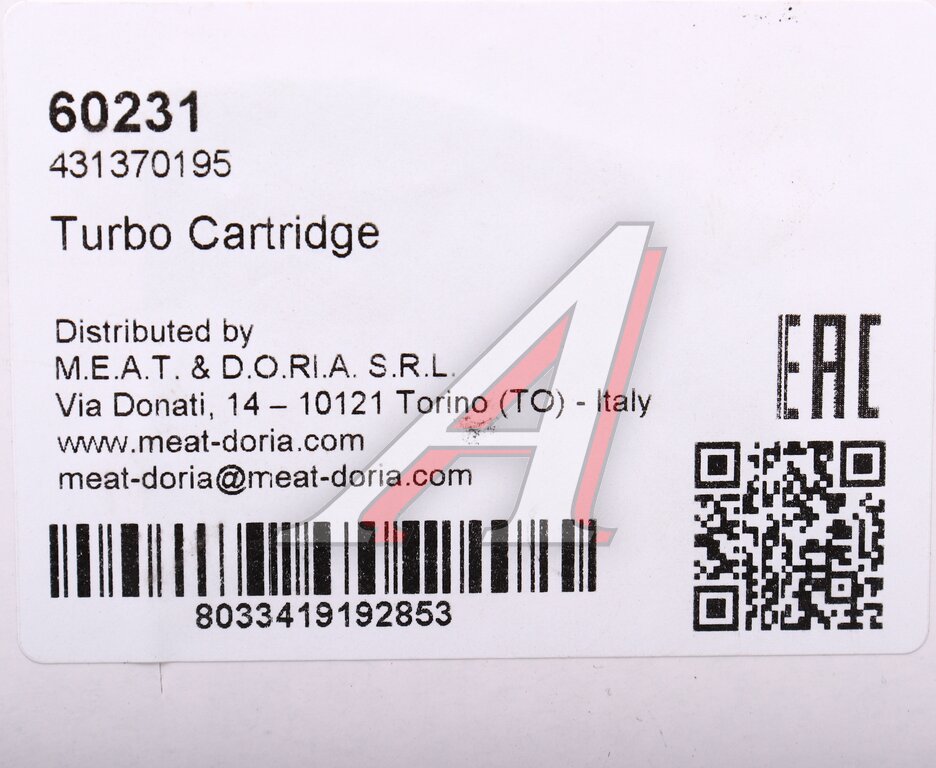 60231
431370195
Turbo Cartridge
Distributed by
M.E.A.T. & D.O.RI.A. S.R.L.
Via Donati, 14 – 10121 Torino (TO) - Italy
www.meat-doria.com
meat-doria@meat-doria.com
EAC
8033419192853
A